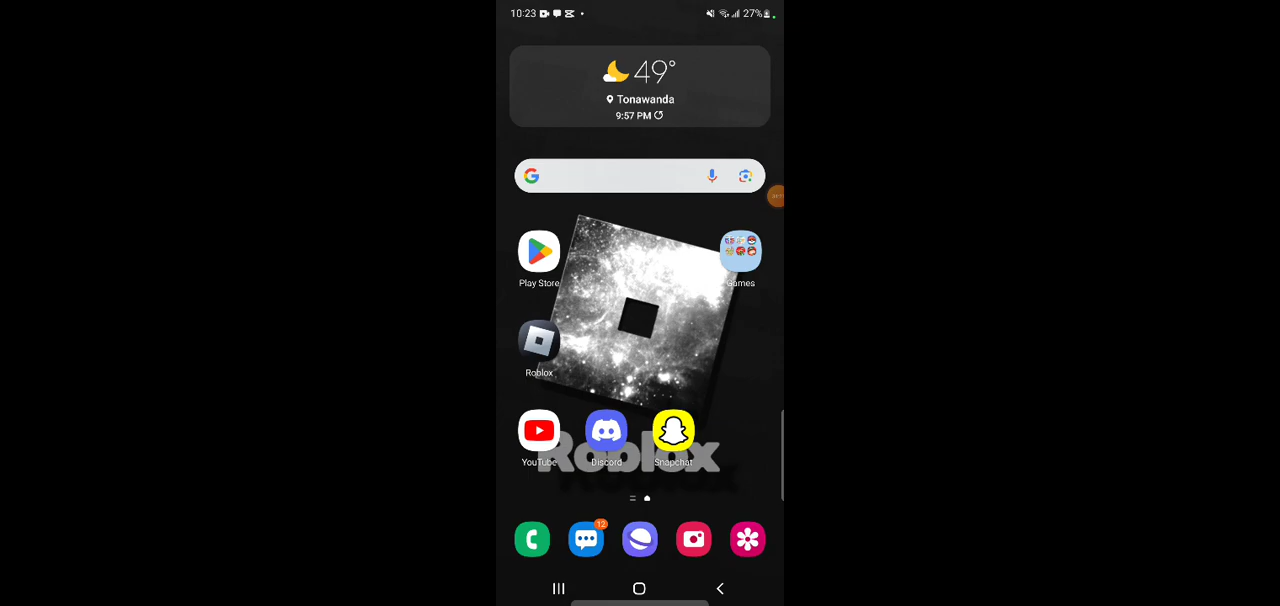 10:23
27%
49°
Tonawanda
9:57 PM
G
Play Store
Games
Roblox
YouTube
Discord
Snapchat
Roblox
12